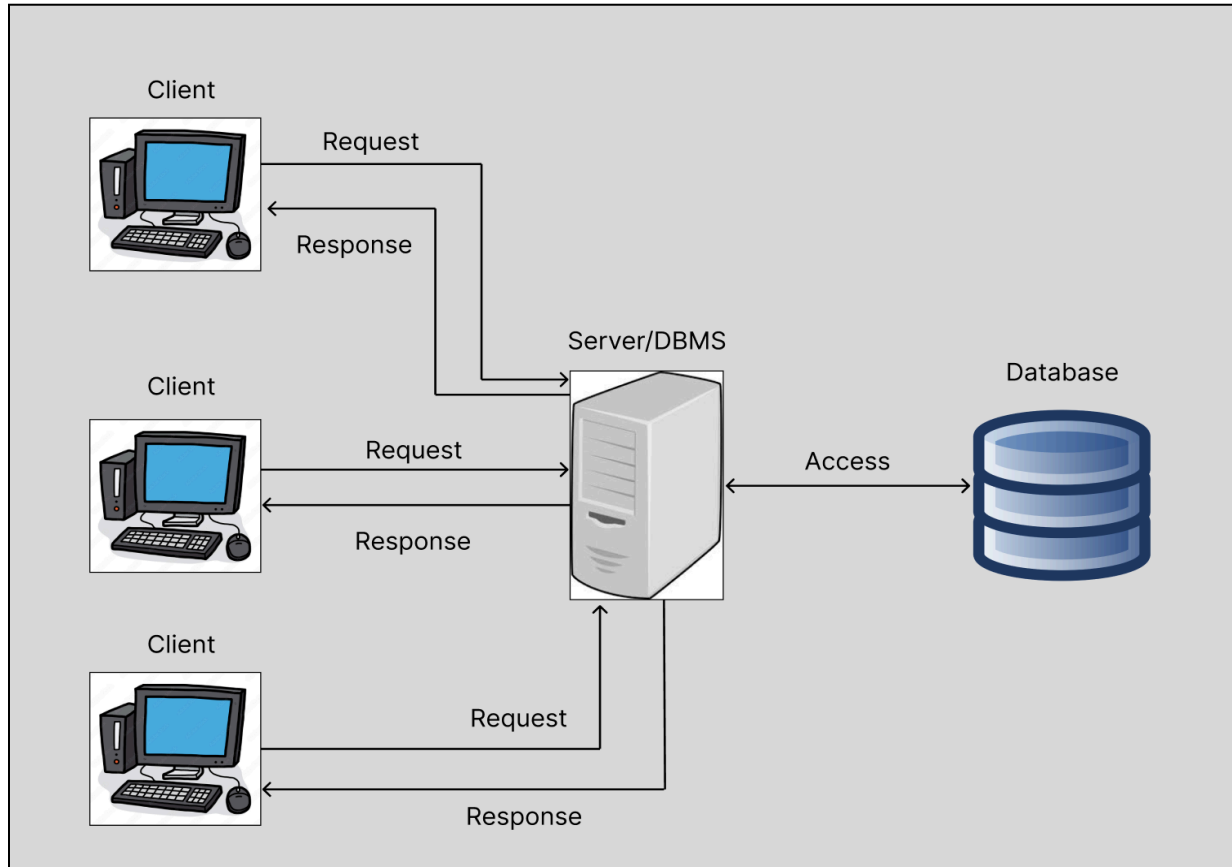 Client
Request
Response
Server/DBMS
Database
Client
Request
Access
Response
Client
Request
Response